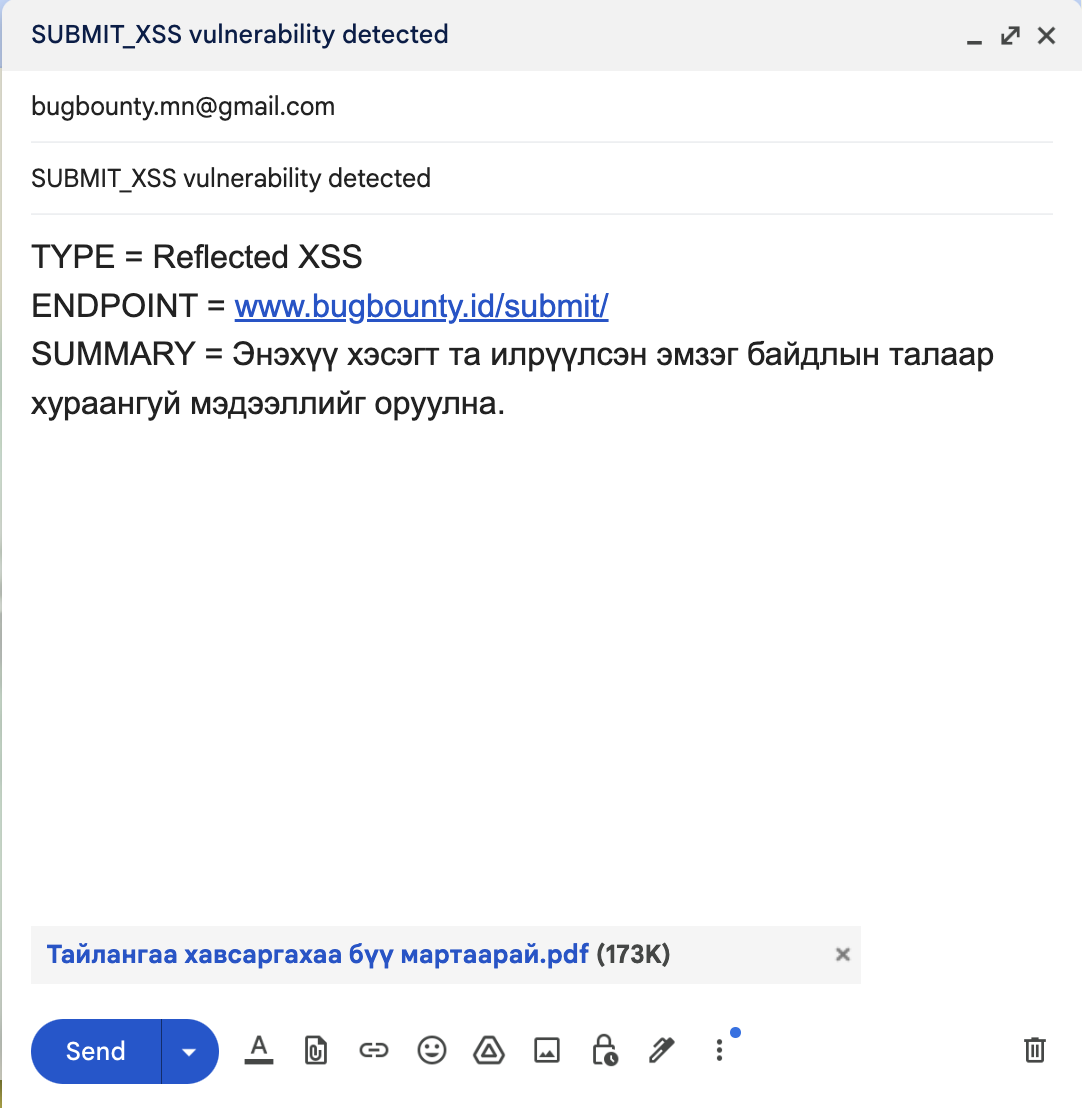 SUBMIT_XSS vulnerability detected
bugbounty.mn@gmail.com
SUBMIT_XSS vulnerability detected
TYPE = Reflected XSS
ENDPOINT = www.bugbounty.id/submit/
SUMMARY = Энэхүү хэсэгт та илрүүлсэн эмзэг байдлын талаар
хураангуй мэдээллийг оруулна.
Тайлангаа хавсаргахаа бүү мартаарай.pdf (173K)
Send